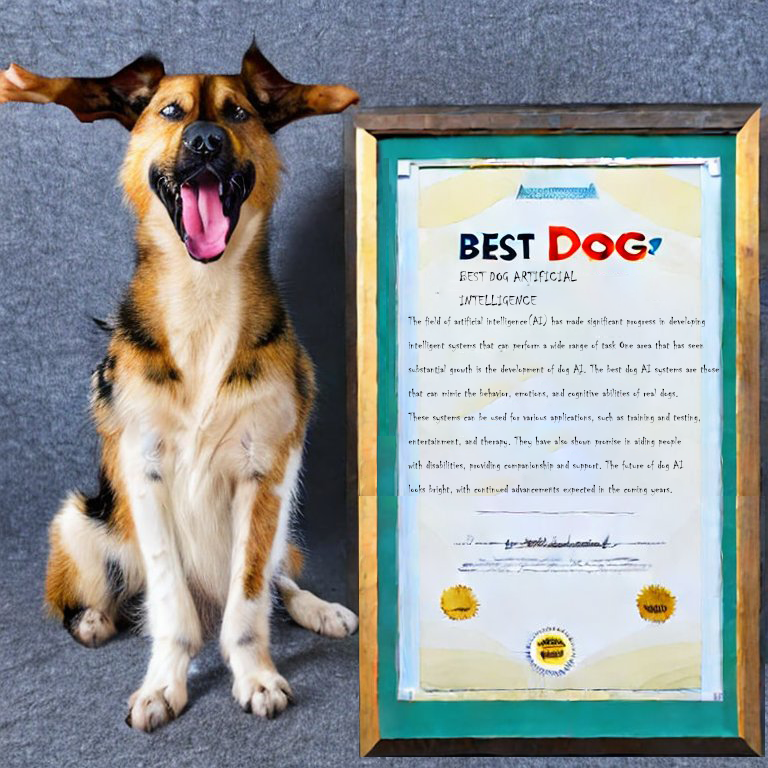 BEST DOG
BEST DOG ARTIFICIAL
INTELLIGENCE
The field of artificial intelligence(AI) has made significant progress in developing
intelligent systems that can perform a wide range of task One area that has seen
substantial growth is the development of dog AI. The best dog AI systems are those
that can mimic the behavior, emotions, and cognitive abilities of real dogs.
These systems can be used for various applications, such as training and testing,
entertainment, and therapy. They have also shown promise in aiding people
with disabilities, providing companionship and support. The future of dog AI
looks bright, with continued advancements expected in the coming years.